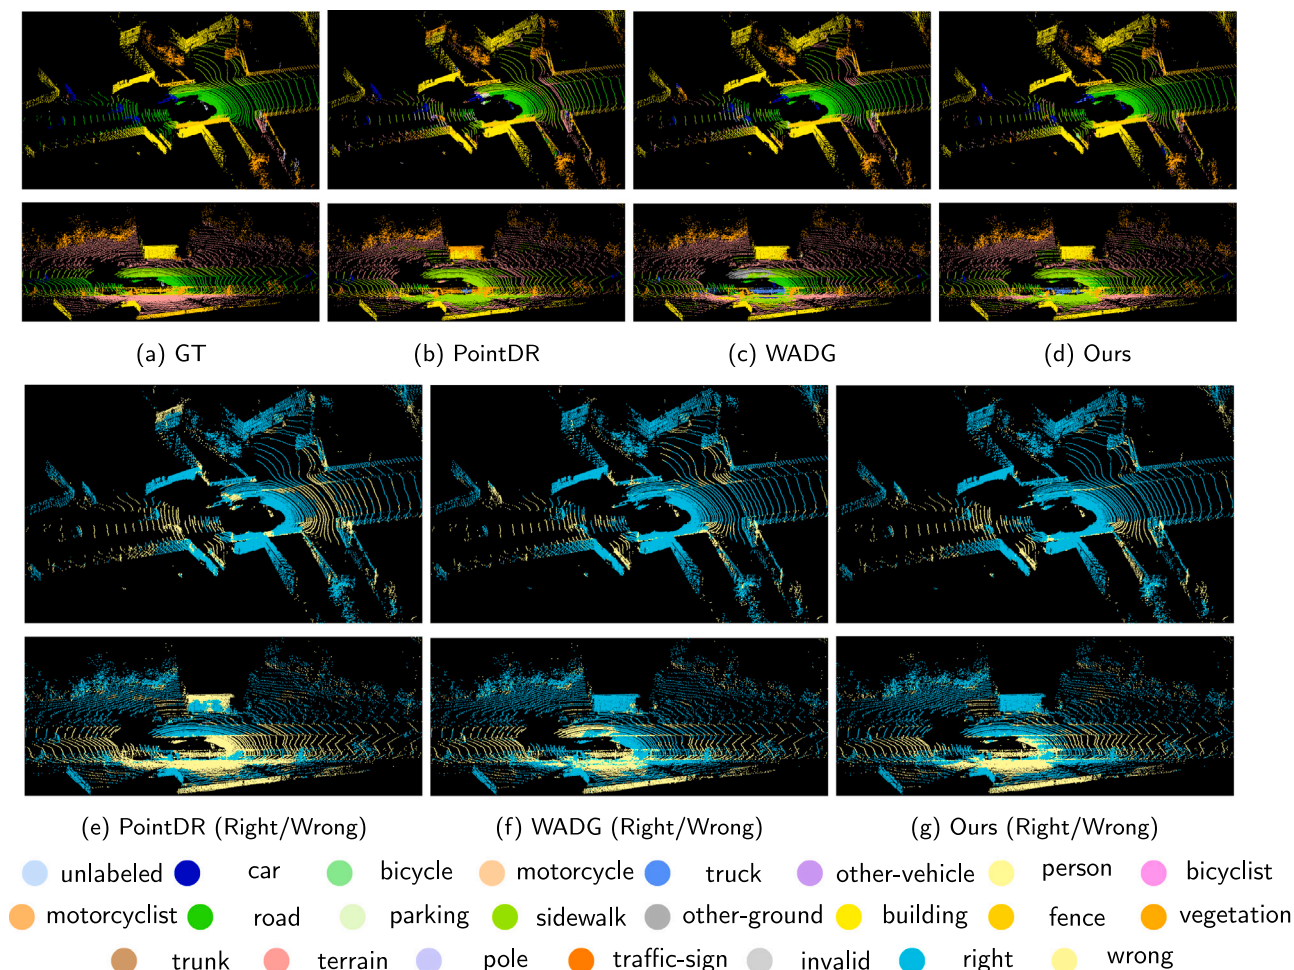 (a) GT
(b) PointDR
(c) WADG
(d) Ours
(e) PointDR (Right/Wrong)
(f) WADG (Right/Wrong)
(g) Ours (Right/Wrong)
unlabeled car bicycle motorcycle truck other-vehicle person bicyclist
motorcyclist road parking sidewalk other-ground building fence vegetation
trunk terrain pole traffic-sign invalid right wrong